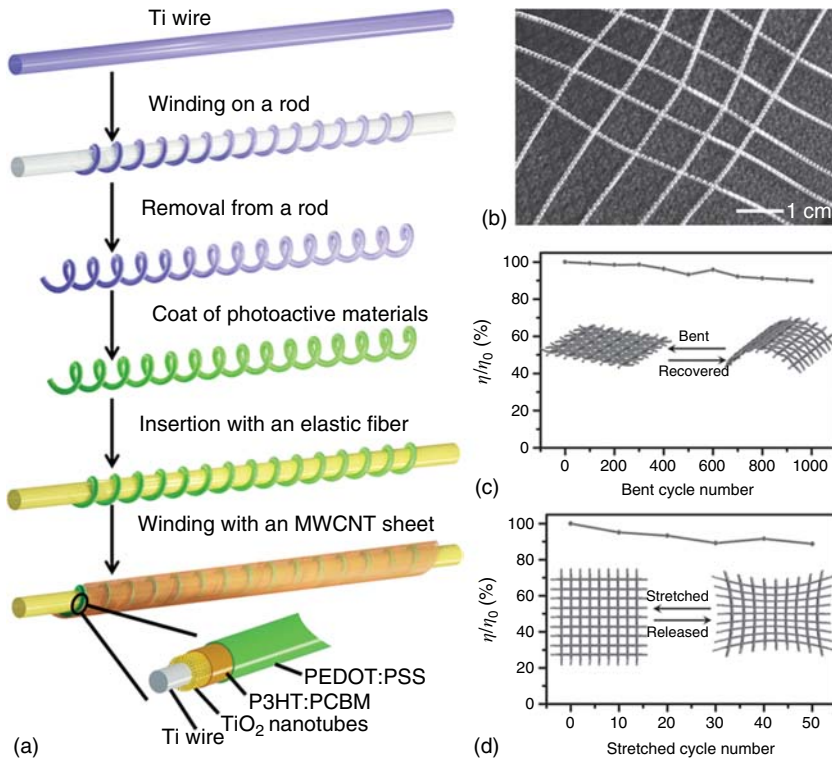 Ti wire
Winding on a rod
Removal from a rod
Coat of photoactive materials
Insertion with an elastic fiber
Winding with an MWCNT sheet
PEDOT:PSS
P3HT:PCBM
TiO2 nanotubes
Ti wire
(a)
1 cm
(b)
100
80
60
40
20
0
η/η0 (%)
Bent
Recovered
0 200 400 600 800 1000
Bent cycle number
(c)
100
80
60
40
20
0
η/η0 (%)
Stretched
Released
0 10 20 30 40 50
Stretched cycle number
(d)